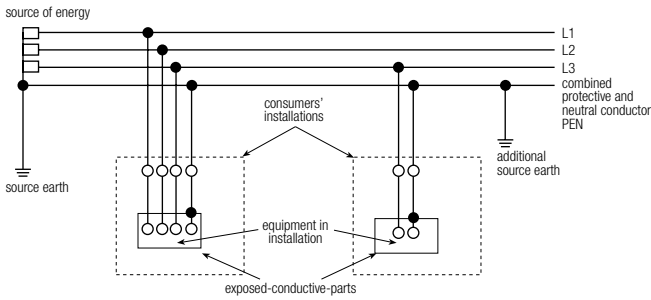 source of energy
L1
L2
L3
combined
protective and
neutral conductor
PEN
consumers'
installations
additional
source earth
source earth
equipment in
installation
exposed-conductive-parts